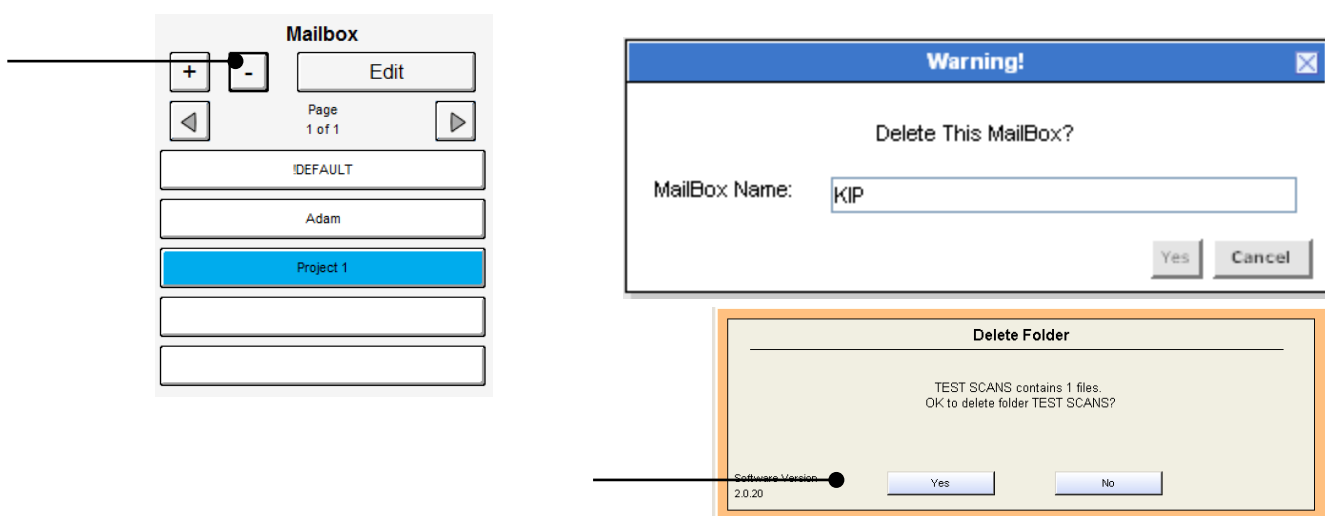 Mailbox
+ - Edit
Page
1 of 1
!DEFAULT
Adam
Project 1
Warning!
Delete This MailBox?
MailBox Name: KIP
Yes Cancel
Delete Folder
TEST SCANS contains 1 files.
OK to delete folder TEST SCANS?
Software Version
2.0.20
Yes No